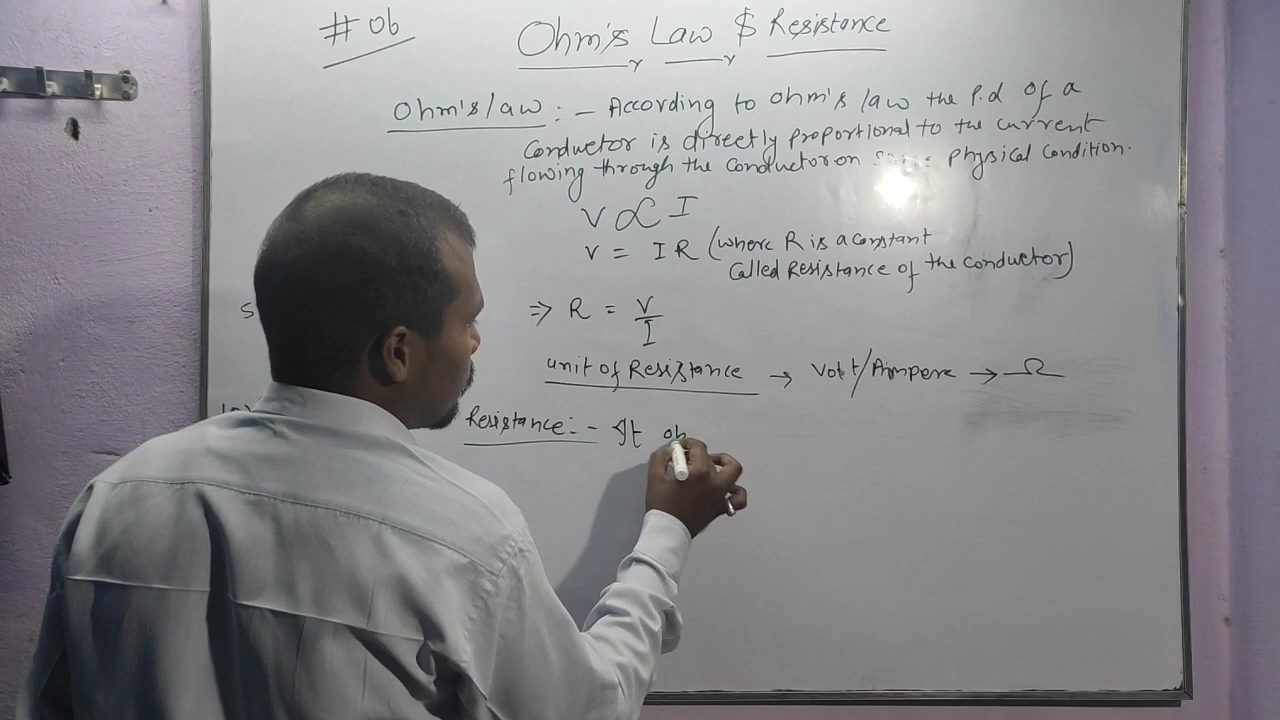 # 06
Ohm's Law $ Resistance
Ohm's law : - According to ohm's law the P.d of a
conductor is directly proportional to the current
flowing through the conductor on same physical condition.
V ∝ I
V = IR (where R is a constant
called Resistance of the conductor)
⇒ R = V/I
unit of Resistance → Volt/Ampere → Ω
Resistance : - It ob